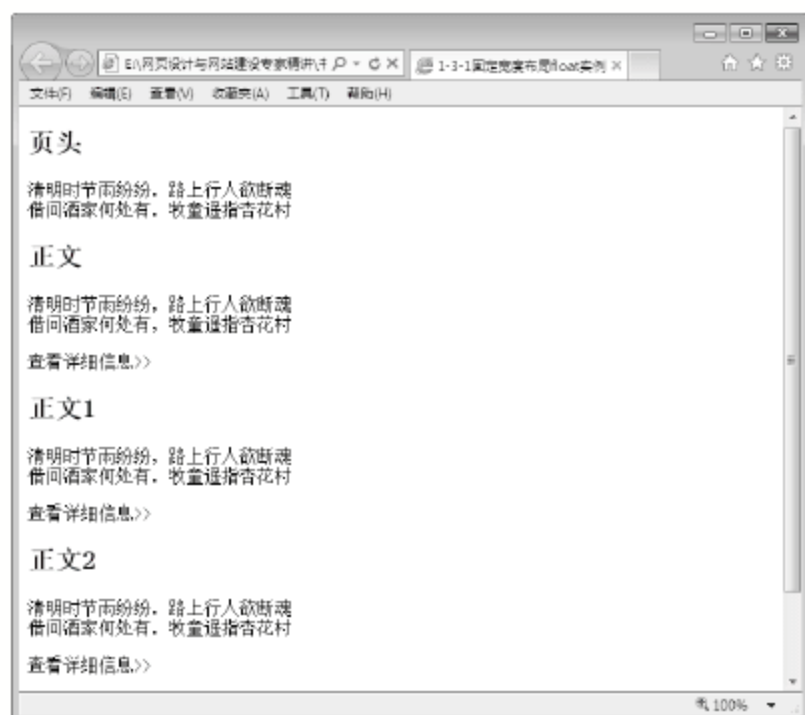 E:\网页设计与网站建设专家精讲\
1-3-1固定宽度布局float实例
文件(F) 编辑(E) 查看(V) 收藏夹(A) 工具(T) 帮助(H)
页头
清明时节雨纷纷，路上行人欲断魂
借问酒家何处有，牧童遥指杏花村
正文
清明时节雨纷纷，路上行人欲断魂
借问酒家何处有，牧童遥指杏花村
查看详细信息>>
正文1
清明时节雨纷纷，路上行人欲断魂
借问酒家何处有，牧童遥指杏花村
查看详细信息>>
正文2
清明时节雨纷纷，路上行人欲断魂
借问酒家何处有，牧童遥指杏花村
查看详细信息>>
100%